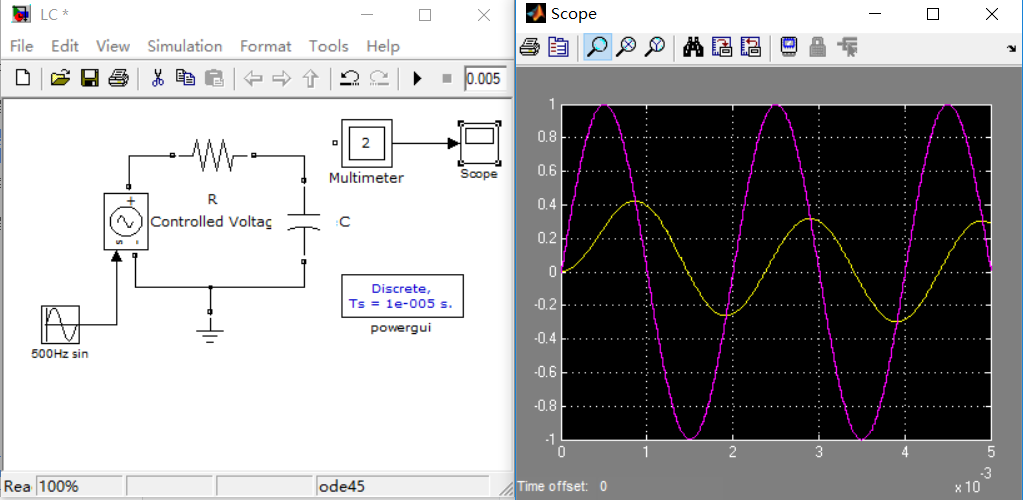 LC *
File Edit View Simulation Format Tools Help
0.005
2
Multimeter
Scope
R
+
Controlled Voltag
C
s -
Discrete,
Ts = 1e-005 s.
powergui
500Hz sin
Rea 100% ode45
Scope
1
0.8
0.6
0.4
0.2
0
-0.2
-0.4
-0.6
-0.8
-1
0 1 2 3 4 5
x 10
-3
Time offset: 0